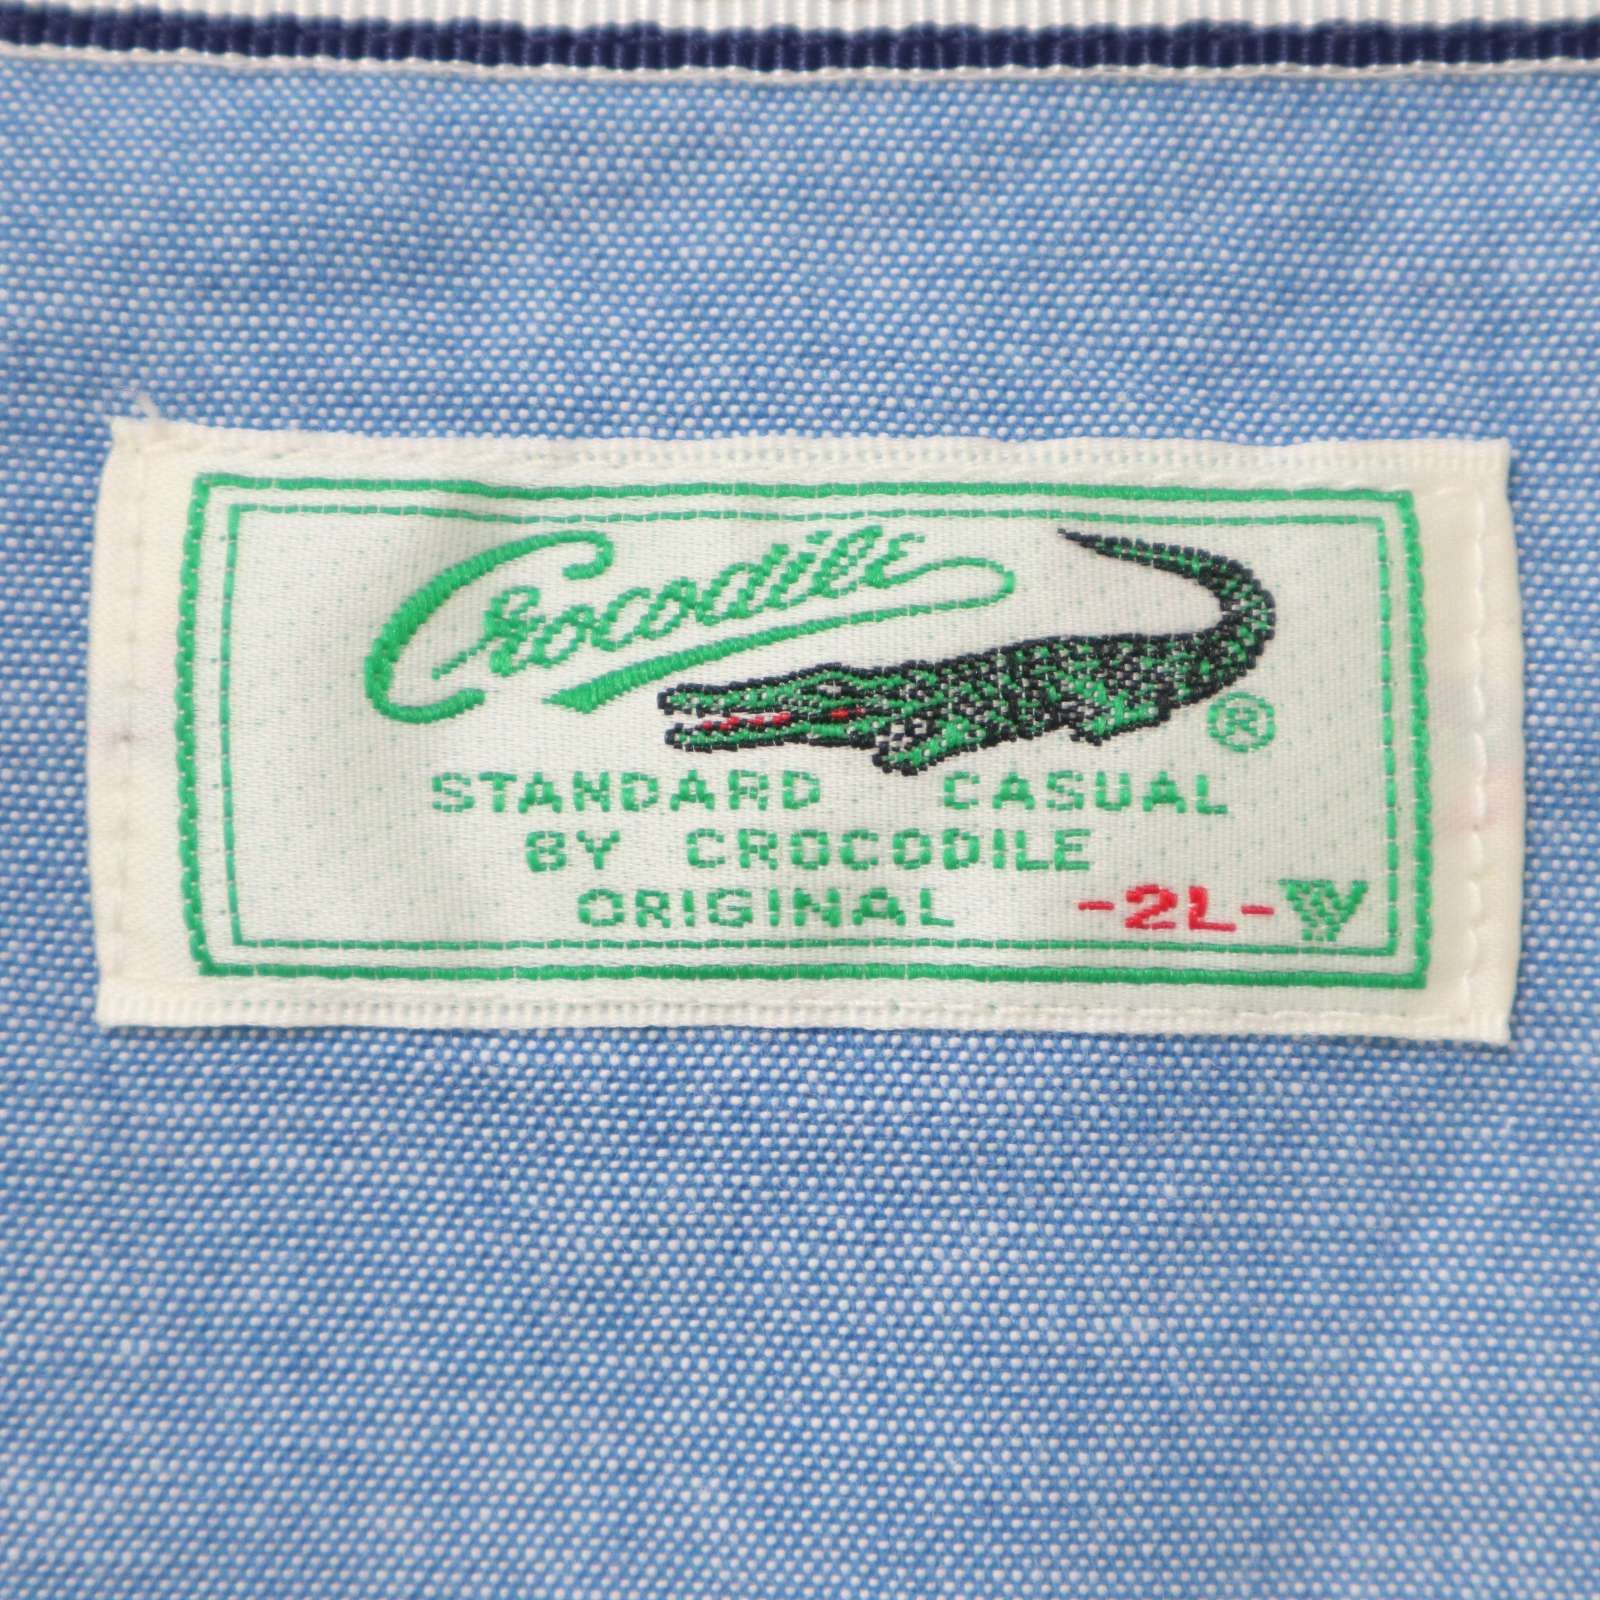 Crocodile
®
STANDARD CASUAL
BY CROCODILE
ORIGINAL -2L-